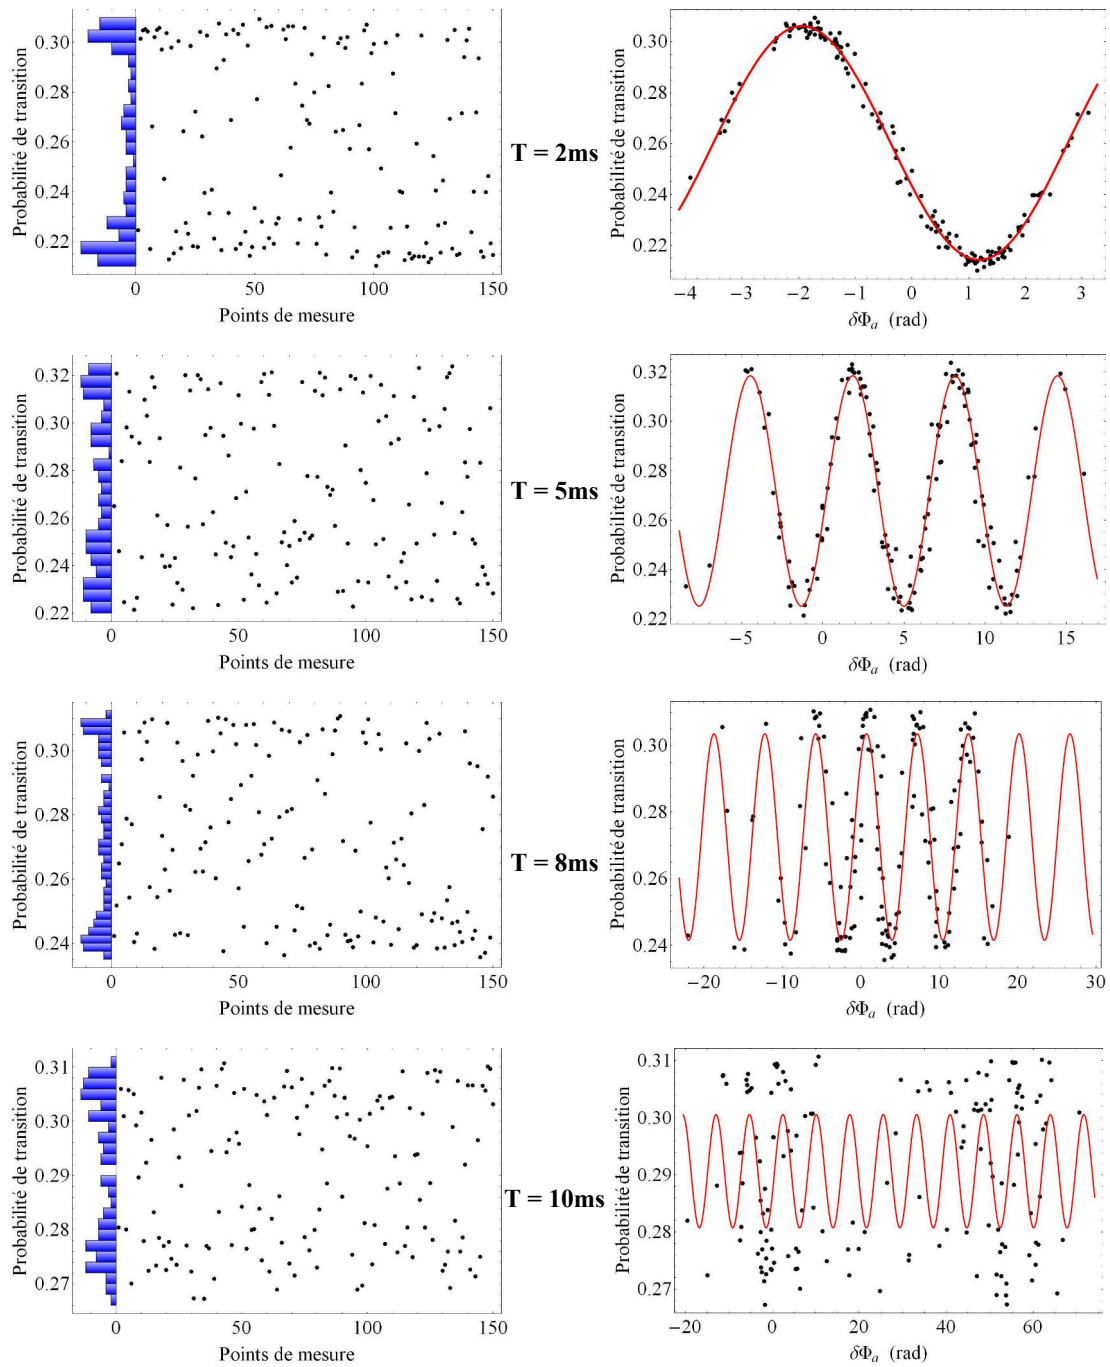 Probabilité de transition
0.30
0.28
0.26
0.24
0.22
0
50
100
150
Points de mesure
T = 2ms
Probabilité de transition
0.30
0.28
0.26
0.24
0.22
−4 −3 −2 −1 0 1 2 3
δΦa (rad)
Probabilité de transition
0.32
0.30
0.28
0.26
0.24
0.22
0 50 100 150
Points de mesure
T = 5ms
Probabilité de transition
0.32
0.30
0.28
0.26
0.24
0.22
−5 0 5 10 15
δΦa (rad)
Probabilité de transition
0.30
0.28
0.26
0.24
0 50 100 150
Points de mesure
T = 8ms
Probabilité de transition
0.30
0.28
0.26
0.24
−20 −10 0 10 20 30
δΦa (rad)
Probabilité de transition
0.31
0.30
0.29
0.28
0.27
0 50 100 150
Points de mesure
T = 10ms
Probabilité de transition
0.31
0.30
0.29
0.28
0.27
−20 0 20 40 60
δΦa (rad)